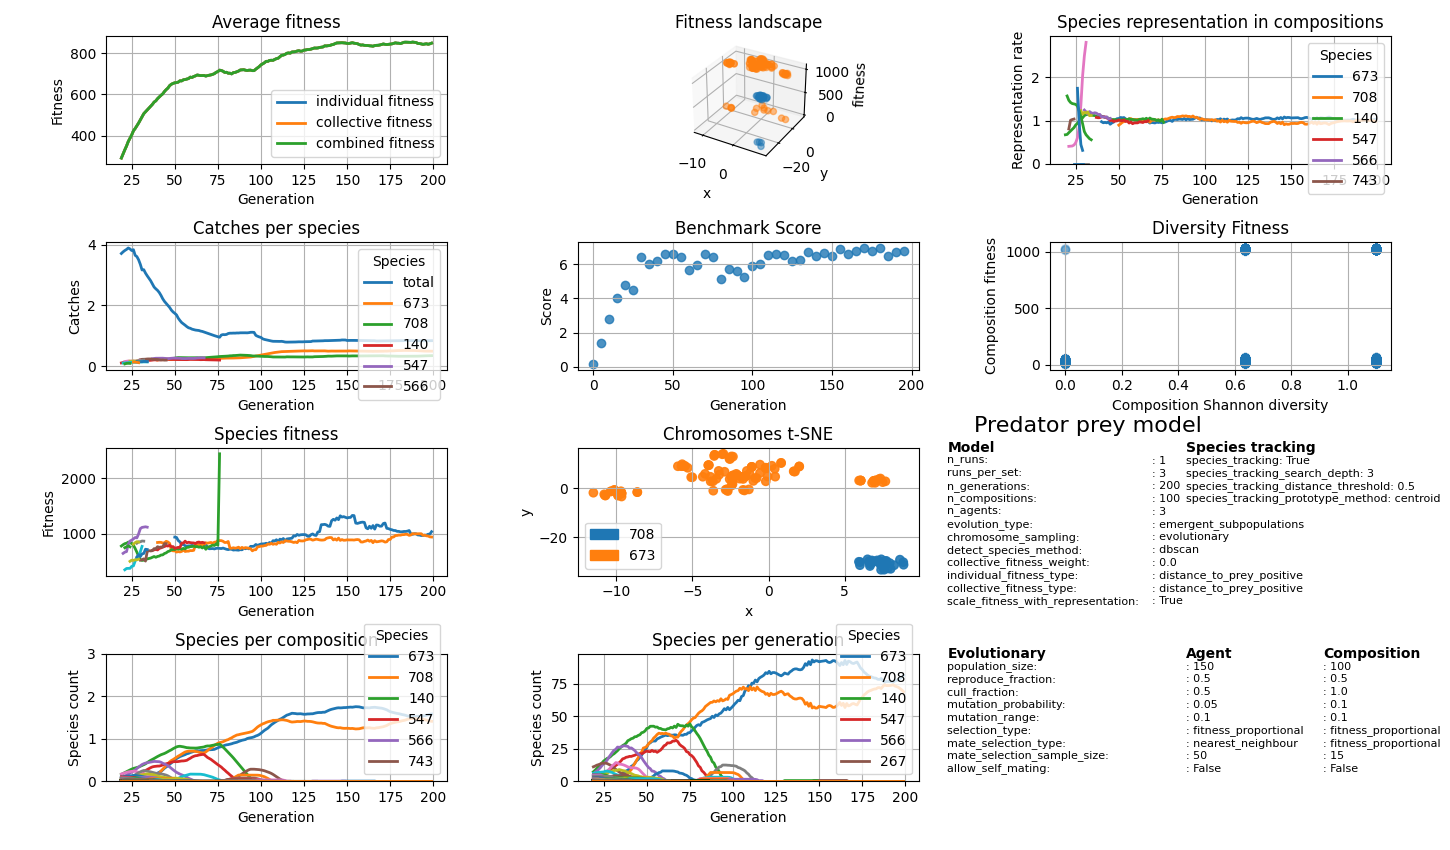 Average fitness
Fitness
800
600
400
individual fitness
collective fitness
combined fitness
25 50 75 100 125 150 175 200
Generation
Fitness landscape
1000
500
0
fitness
−10
0
x
0
−20
y
Species representation in compositions
Representation rate
2
1
0
Species
673
708
140
547
566
743
25 50 75 100 125 150 175 200
Generation
Catches per species
Catches
4
2
0
Species
total
673
708
140
547
566
25 50 75 100 125 150 175 200
Generation
Benchmark Score
Score
6
4
2
0
0 50 100 150 200
Generation
Diversity Fitness
Composition fitness
1000
500
0
0.0 0.2 0.4 0.6 0.8 1.0
Composition Shannon diversity
Species fitness
Fitness
2000
1000
25 50 75 100 125 150 175 200
Generation
Chromosomes t-SNE
y
0
−20
708
673
−10 −5 0 5
x
Predator prey model
Model
n_runs: : 1
runs_per_set: : 3
n_generations: : 200
n_compositions: : 100
n_agents: : 3
evolution_type: : emergent_subpopulations
chromosome_sampling: : evolutionary
detect_species_method: : dbscan
collective_fitness_weight: : 0.0
individual_fitness_type: : distance_to_prey_positive
collective_fitness_type: : distance_to_prey_positive
scale_fitness_with_representation: : True
Species tracking
species_tracking: True
species_tracking_search_depth: 3
species_tracking_distance_threshold: 0.5
species_tracking_prototype_method: centroid
Species per composition
Species count
3
2
1
0
Species
673
708
140
547
566
743
25 50 75 100 125 150 175 200
Generation
Species per generation
Species count
75
50
25
0
Species
673
708
140
547
566
267
25 50 75 100 125 150 175 200
Generation
Evolutionary Agent Composition
population_size: : 150 : 100
reproduce_fraction: : 0.5 : 0.5
cull_fraction: : 0.5 : 1.0
mutation_probability: : 0.05 : 0.1
mutation_range: : 0.1 : 0.1
selection_type: : fitness_proportional : fitness_proportional
mate_selection_type: : nearest_neighbour : fitness_proportional
mate_selection_sample_size: : 50 : 15
allow_self_mating: : False : False